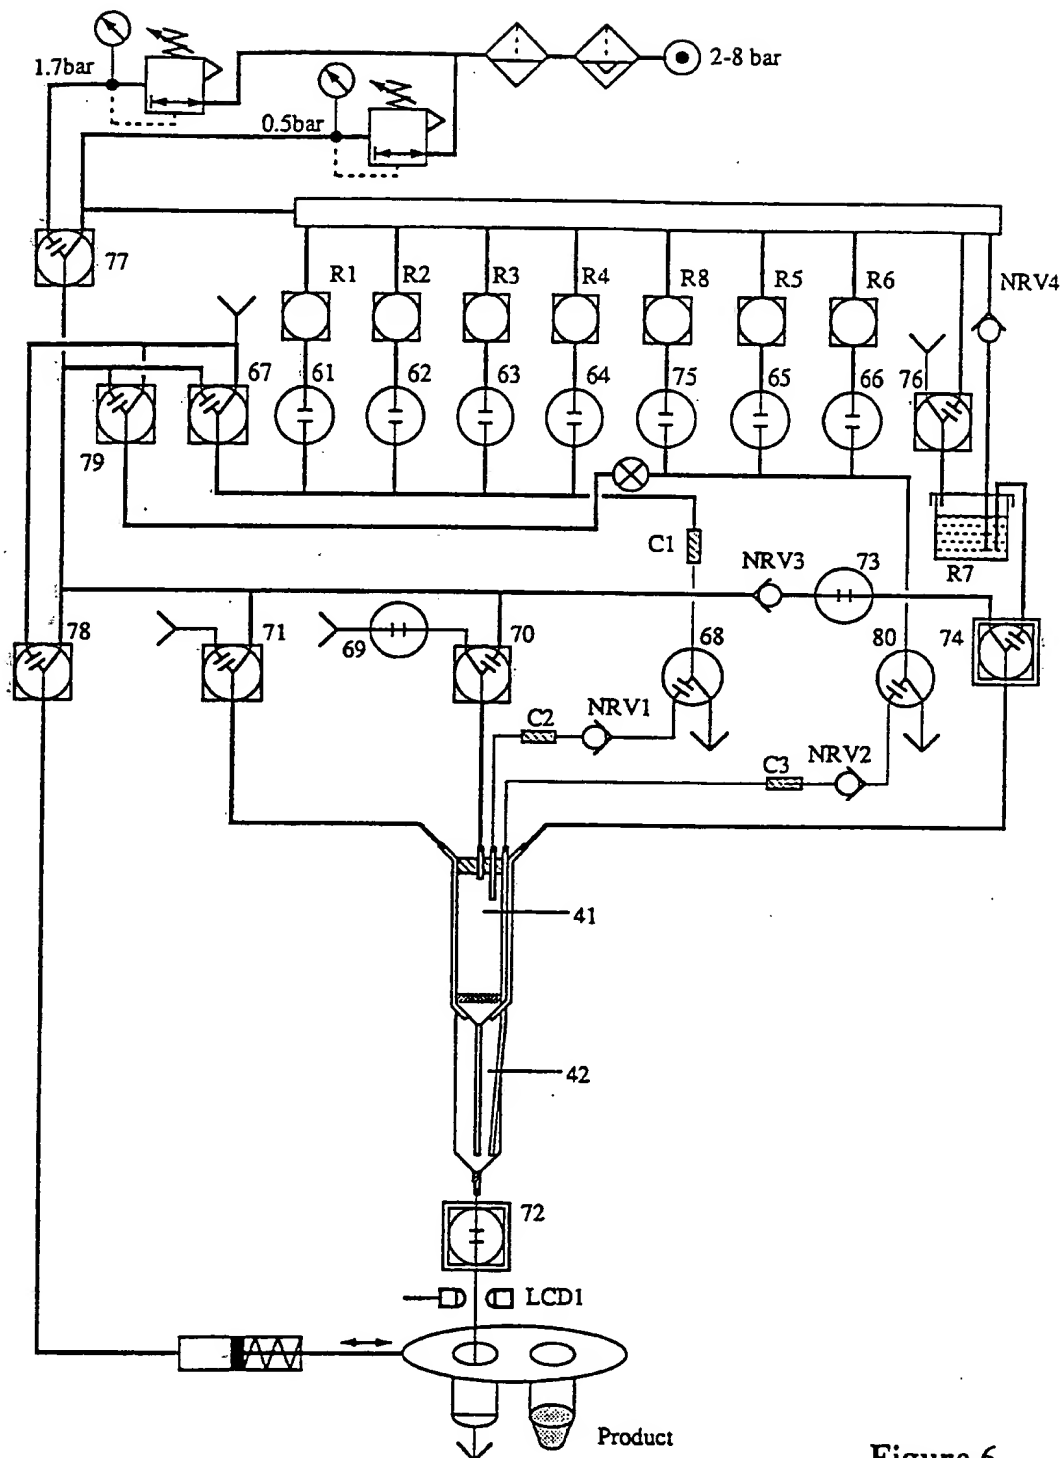 1.7bar
2-8 bar
0.5bar
77
R1 R2 R3 R4 R8 R5 R6
NRV4
67 61 62 63 64 75 65 66 76
79
C1
R7
NRV3 73
78 71 69 70 68 80 74
C2 NRV1
C3 NRV2
41
42
72
LCD1
Product
Figure 6